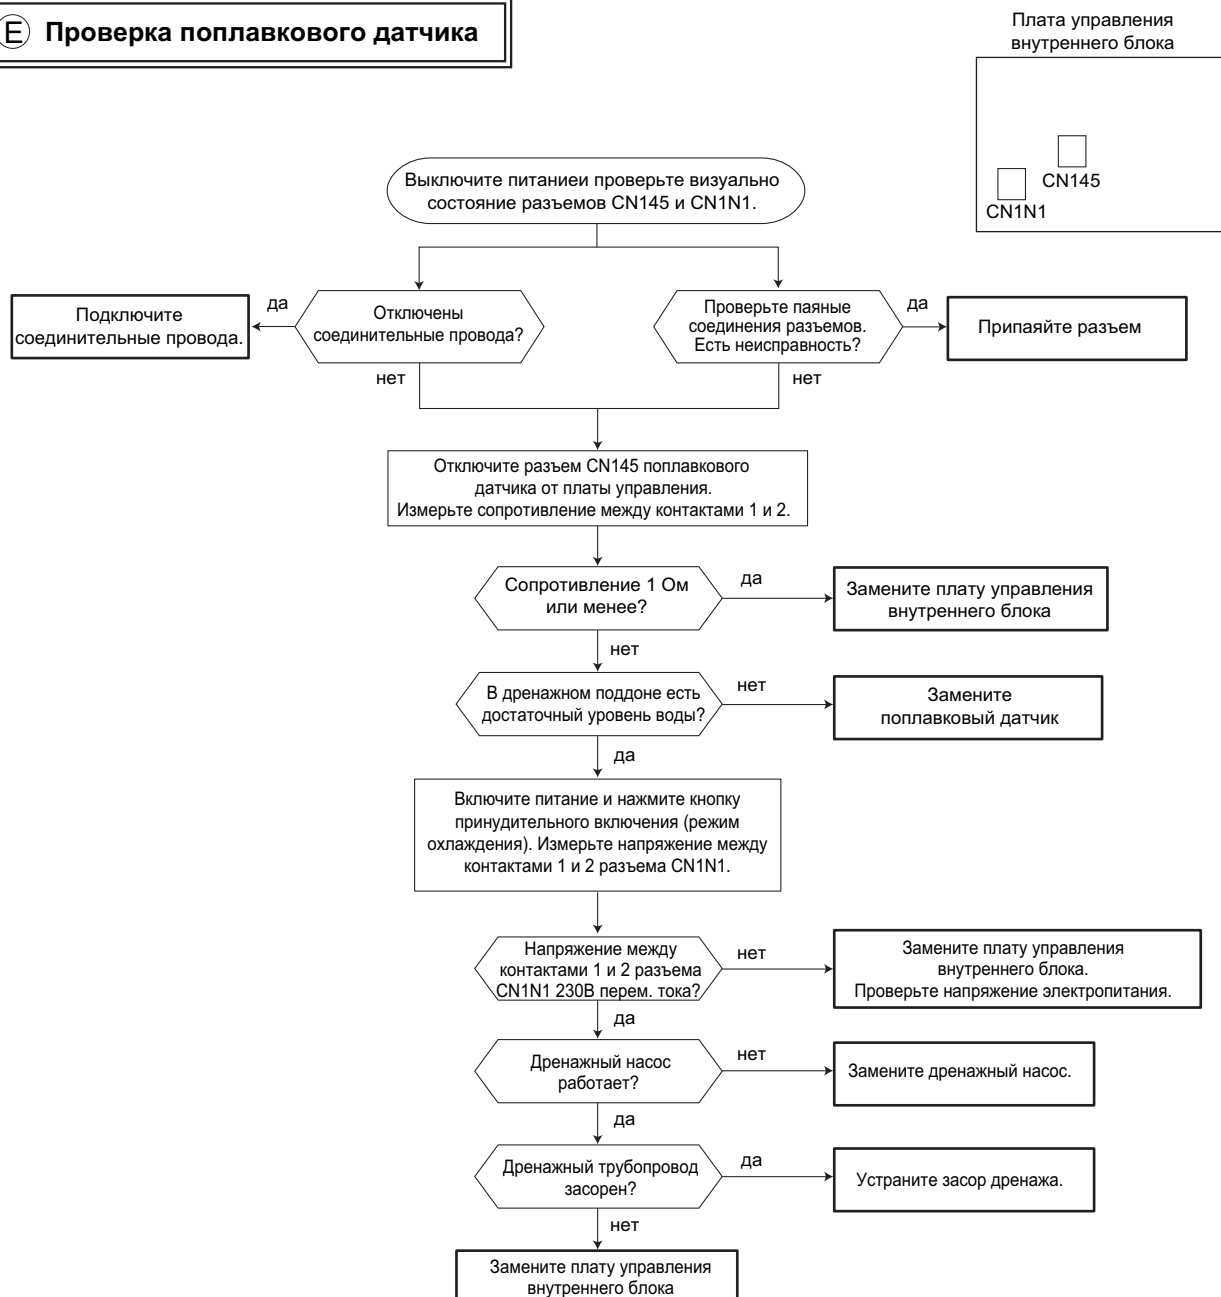 E Проверка поплавкового датчика
Плата управления
внутреннего блока
CN145
CN1N1
Выключите питаниеи проверьте визуально
состояние разъемов CN145 и CN1N1.
Подключите
соединительные провода.
да
Отключены
соединительные провода?
нет
Проверьте паяные
соединения разъемов.
Есть неисправность?
да
Припаяйте разъем
нет
Отключите разъем CN145 поплавкового
датчика от платы управления.
Измерьте сопротивление между контактами 1 и 2.
Сопротивление 1 Ом
или менее?
да
Замените плату управления
внутреннего блока
нет
В дренажном поддоне есть
достаточный уровень воды?
нет
Замените
поплавковый датчик
да
Включите питание и нажмите кнопку
принудительного включения (режим
охлаждения). Измерьте напряжение между
контактами 1 и 2 разъема CN1N1.
Напряжение между
контактами 1 и 2 разъема
CN1N1 230В перем. тока?
нет
Замените плату управления
внутреннего блока.
Проверьте напряжение электропитания.
да
Дренажный насос
работает?
нет
Замените дренажный насос.
да
Дренажный трубопровод
засорен?
да
Устраните засор дренажа.
нет
Замените плату управления
внутреннего блока